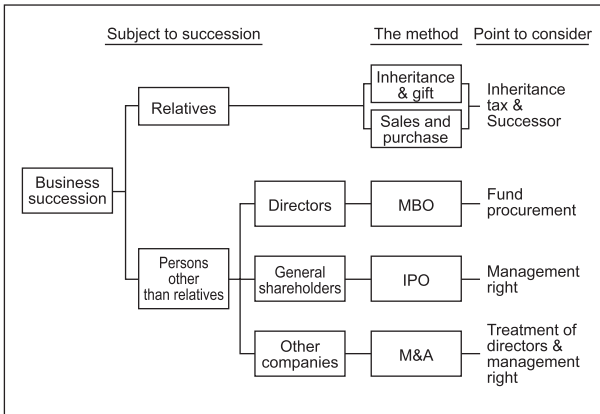 Subject to succession
The method
Point to consider
Relatives
Inheritance
& gift
Sales and
purchase
Inheritance
tax &
Successor
Business
succession
Directors
MBO
Fund
procurement
Persons
other
than relatives
General
shareholders
IPO
Management
right
Other
companies
M&A
Treatment of
directors &
management
right